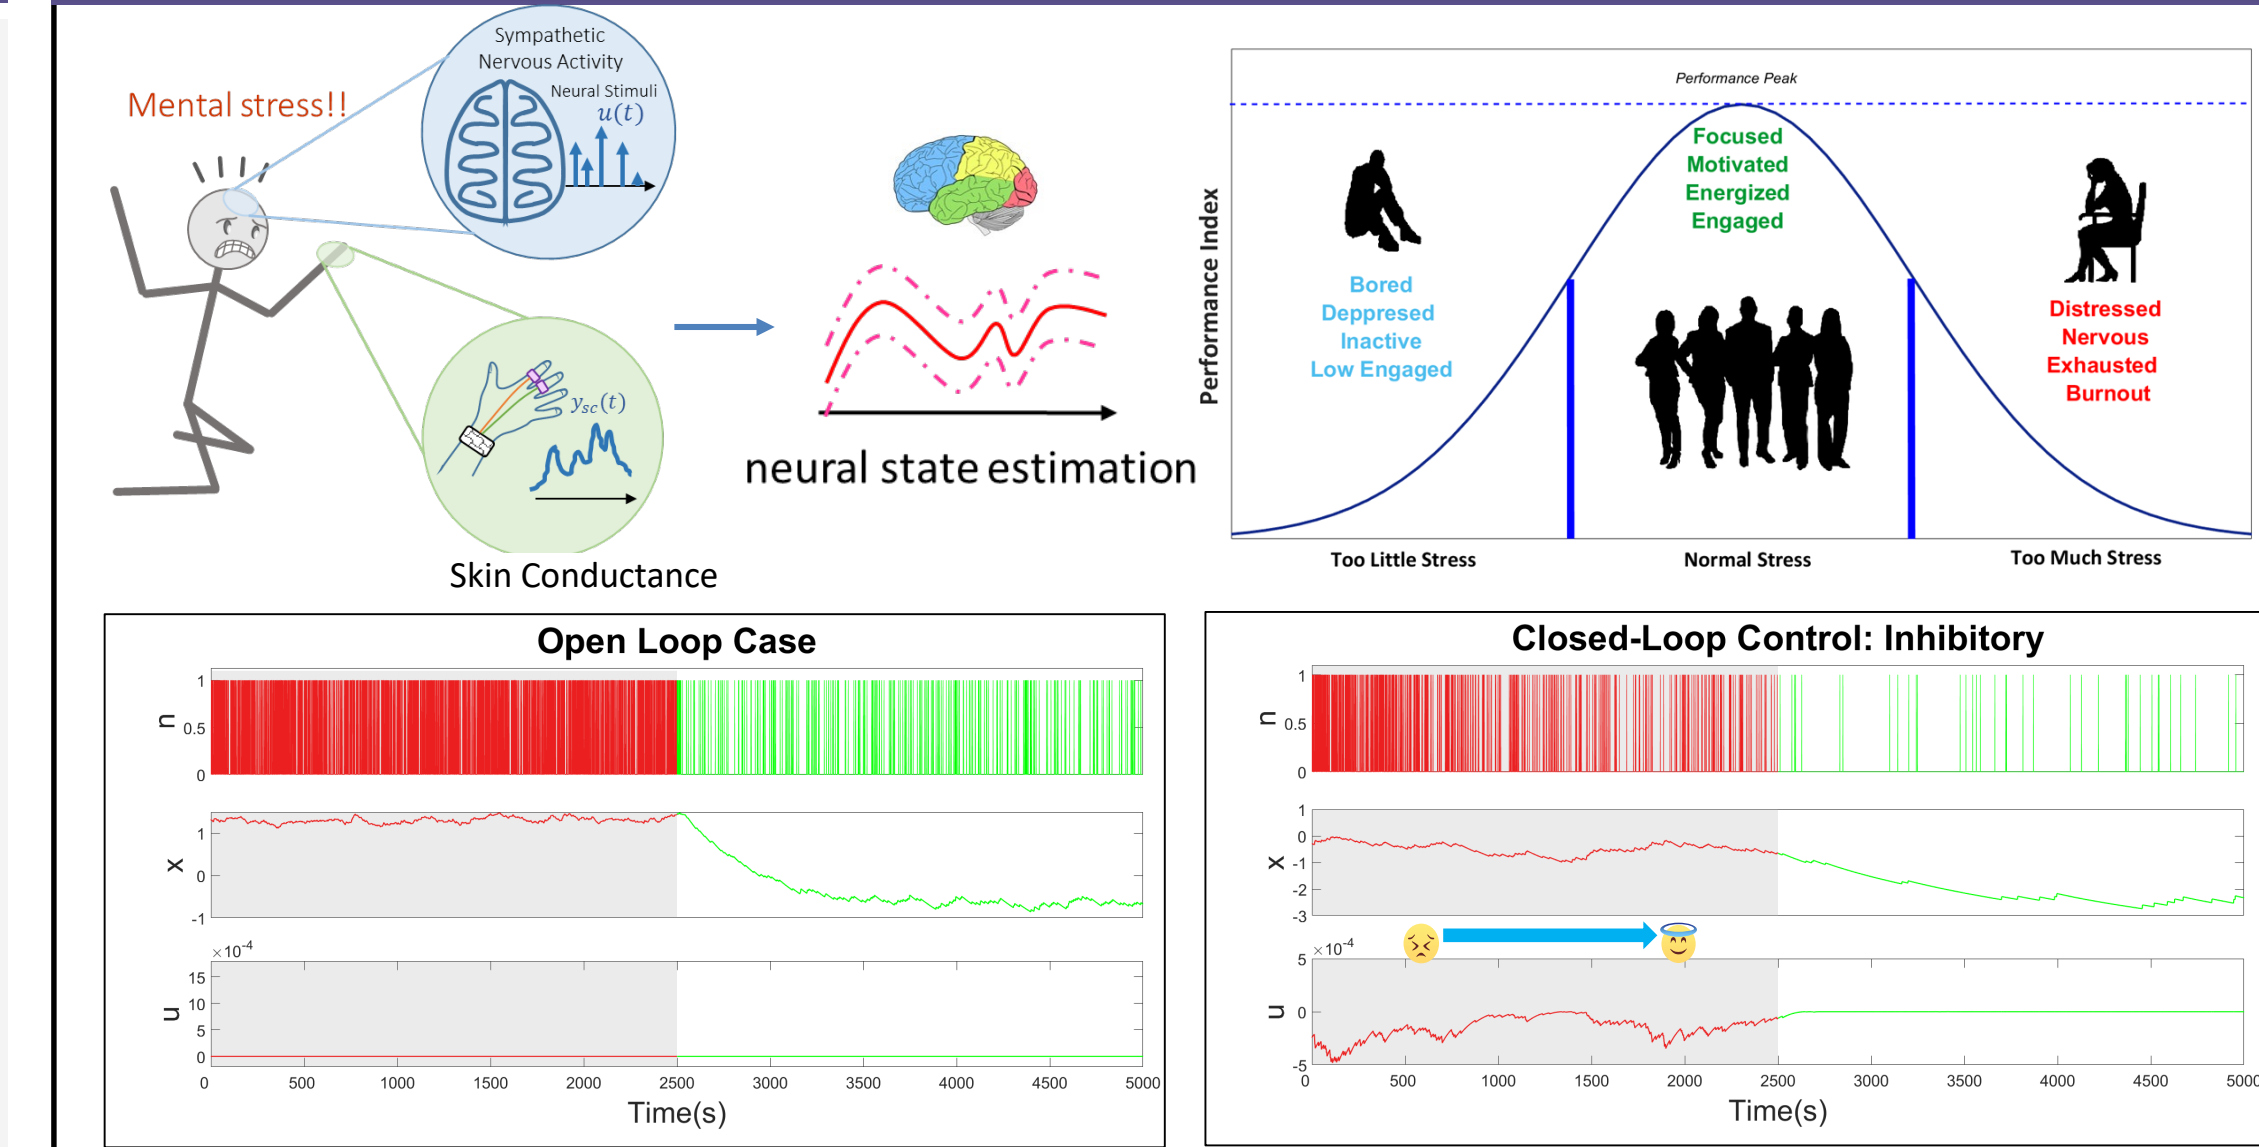 Mental stress!!
Sympathetic
Nervous Activity
Neural Stimuli
u(t)
y_sc(t)
Skin Conductance
neural state estimation
Performance Index
Performance Peak
Focused
Motivated
Energized
Engaged
Bored
Deppresed
Inactive
Low Engaged
Distressed
Nervous
Exhausted
Burnout
Too Little Stress
Normal Stress
Too Much Stress
Open Loop Case
n
1
0.5
0
x
1
0
-1
×10-4
u
15
10
5
0
0 500 1000 1500 2000 2500 3000 3500 4000 4500 5000
Time(s)
Closed-Loop Control: Inhibitory
n
1
0.5
0
x
1
0
-1
-2
-3
×10-4
u
5
0
-5
0 500 1000 1500 2000 2500 3000 3500 4000 4500 5000
Time(s)